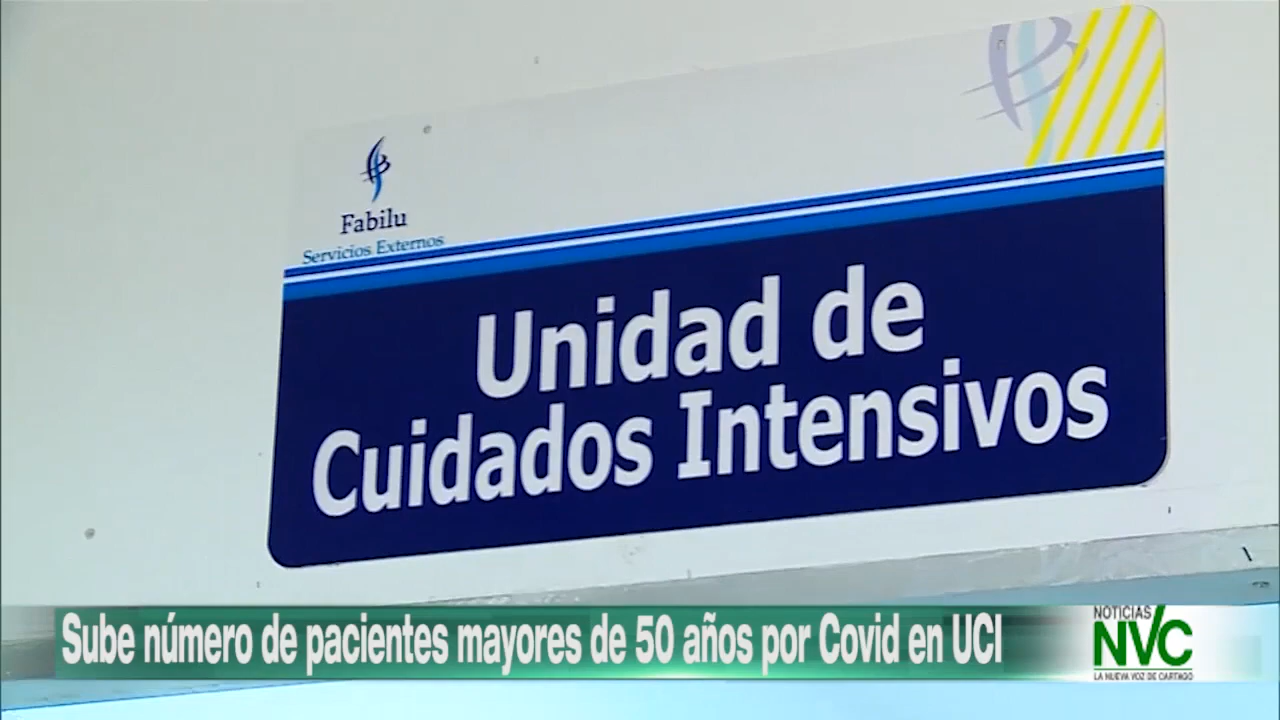 Fabilu
Servicios Externos
Unidad de
Cuidados Intensivos
Sube número de pacientes mayores de 50 años por Covid en UCI
NOTICIAS
NVC
LA NUEVA VOZ DE CARTAGO